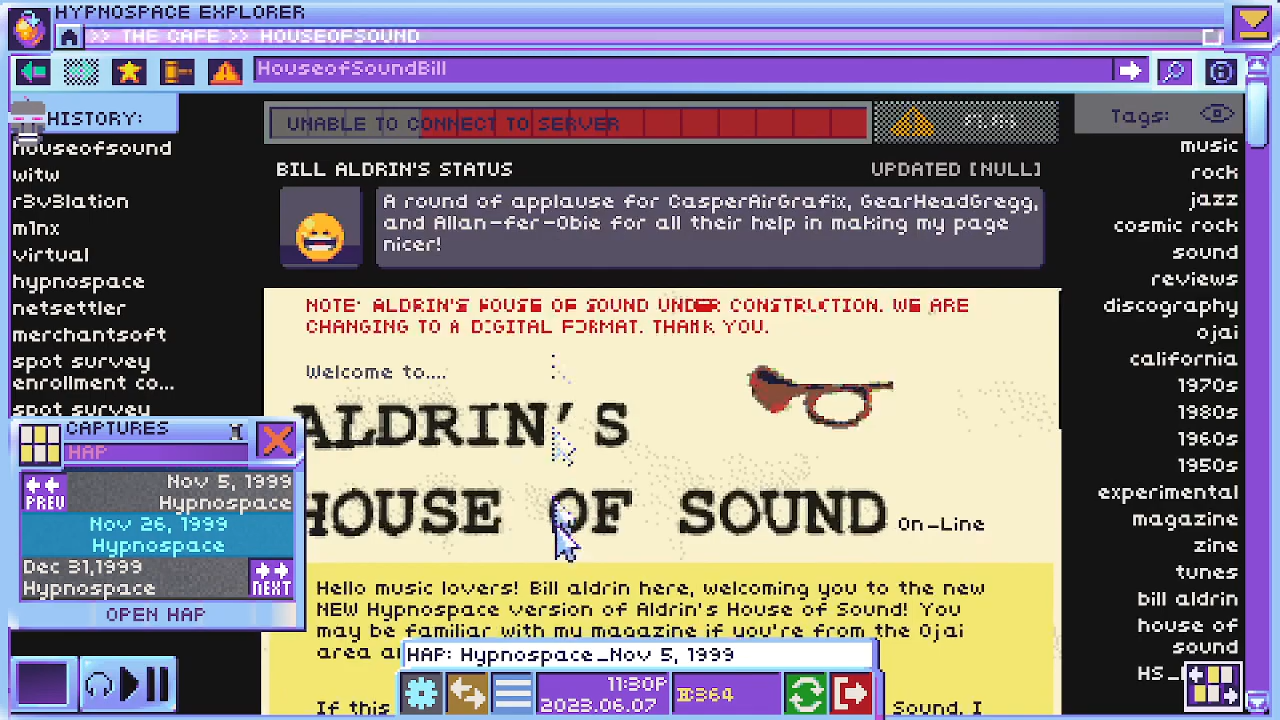 HYPNOSPACE EXPLORER
>> THE CAFE >> HOUSEOFSOUND
HouseofSoundBill
HISTORY:
houseofsound
witw
r3v3lation
m1nx
virtual
hypnospace
netsettler
merchantsoft
spot survey
enrollment co...
spot survey
UNABLE TO CONNECT TO SERVER
BILL ALDRIN'S STATUS
UPDATED [NULL]
A round of applause for CasperAirGrafix, GearHeadGregg,
and Allan-fer-Obie for all their help in making my page
nicer!
NOTE: ALDRIN'S HOUSE OF SOUND UNDER CONSTRUCTION. WE ARE
CHANGING TO A DIGITAL FORMAT. THANK YOU.
Welcome to....
ALDRIN'S
HOUSE OF SOUND
On-Line
Hello music lovers! Bill aldrin here, welcoming you to the new
NEW Hypnospace version of Aldrin's House of Sound! You
may be familiar with my magazine if you're from the Ojai
area
If this
Sound. I
Tags:
music
rock
jazz
cosmic rock
sound
reviews
discography
ojai
california
1970s
1980s
1960s
1950s
experimental
magazine
zine
tunes
bill aldrin
house of
sound
HS_
CAPTURES
HAP
PREV
Nov 5, 1999
Hypnospace
Nov 26, 1999
Hypnospace
Dec 31,1999
Hypnospace
NEXT
OPEN HAP
HAP: Hypnospace_Nov 5, 1999
11:30P
2023.06.07
364